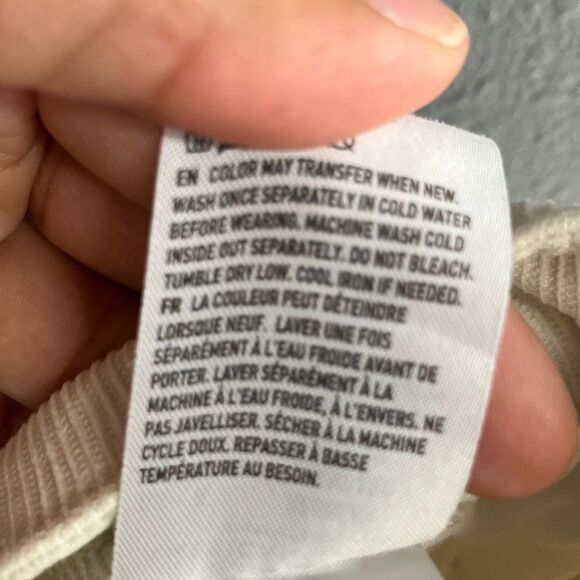 EN COLOR MAY TRANSFER WHEN NEW.
WASH ONCE SEPARATELY IN COLD WATER
BEFORE WEARING, MACHINE WASH COLD
INSIDE OUT SEPARATELY. DO NOT BLEACH.
TUMBLE DRY LOW. COOL IRON IF NEEDED.
FR LA COULEUR PEUT DÉTEINDRE
LORSQUE NEUF. LAVER UNE FOIS
SÉPARÉMENT À L'EAU FROIDE AVANT DE
PORTER. LAVER SÉPARÉMENT À LA
MACHINE À L'EAU FROIDE, À L'ENVERS. NE
PAS JAVELLISER. SÉCHER À LA MACHINE
CYCLE DOUX. REPASSER À BASSE
TEMPÉRATURE AU BESOIN.